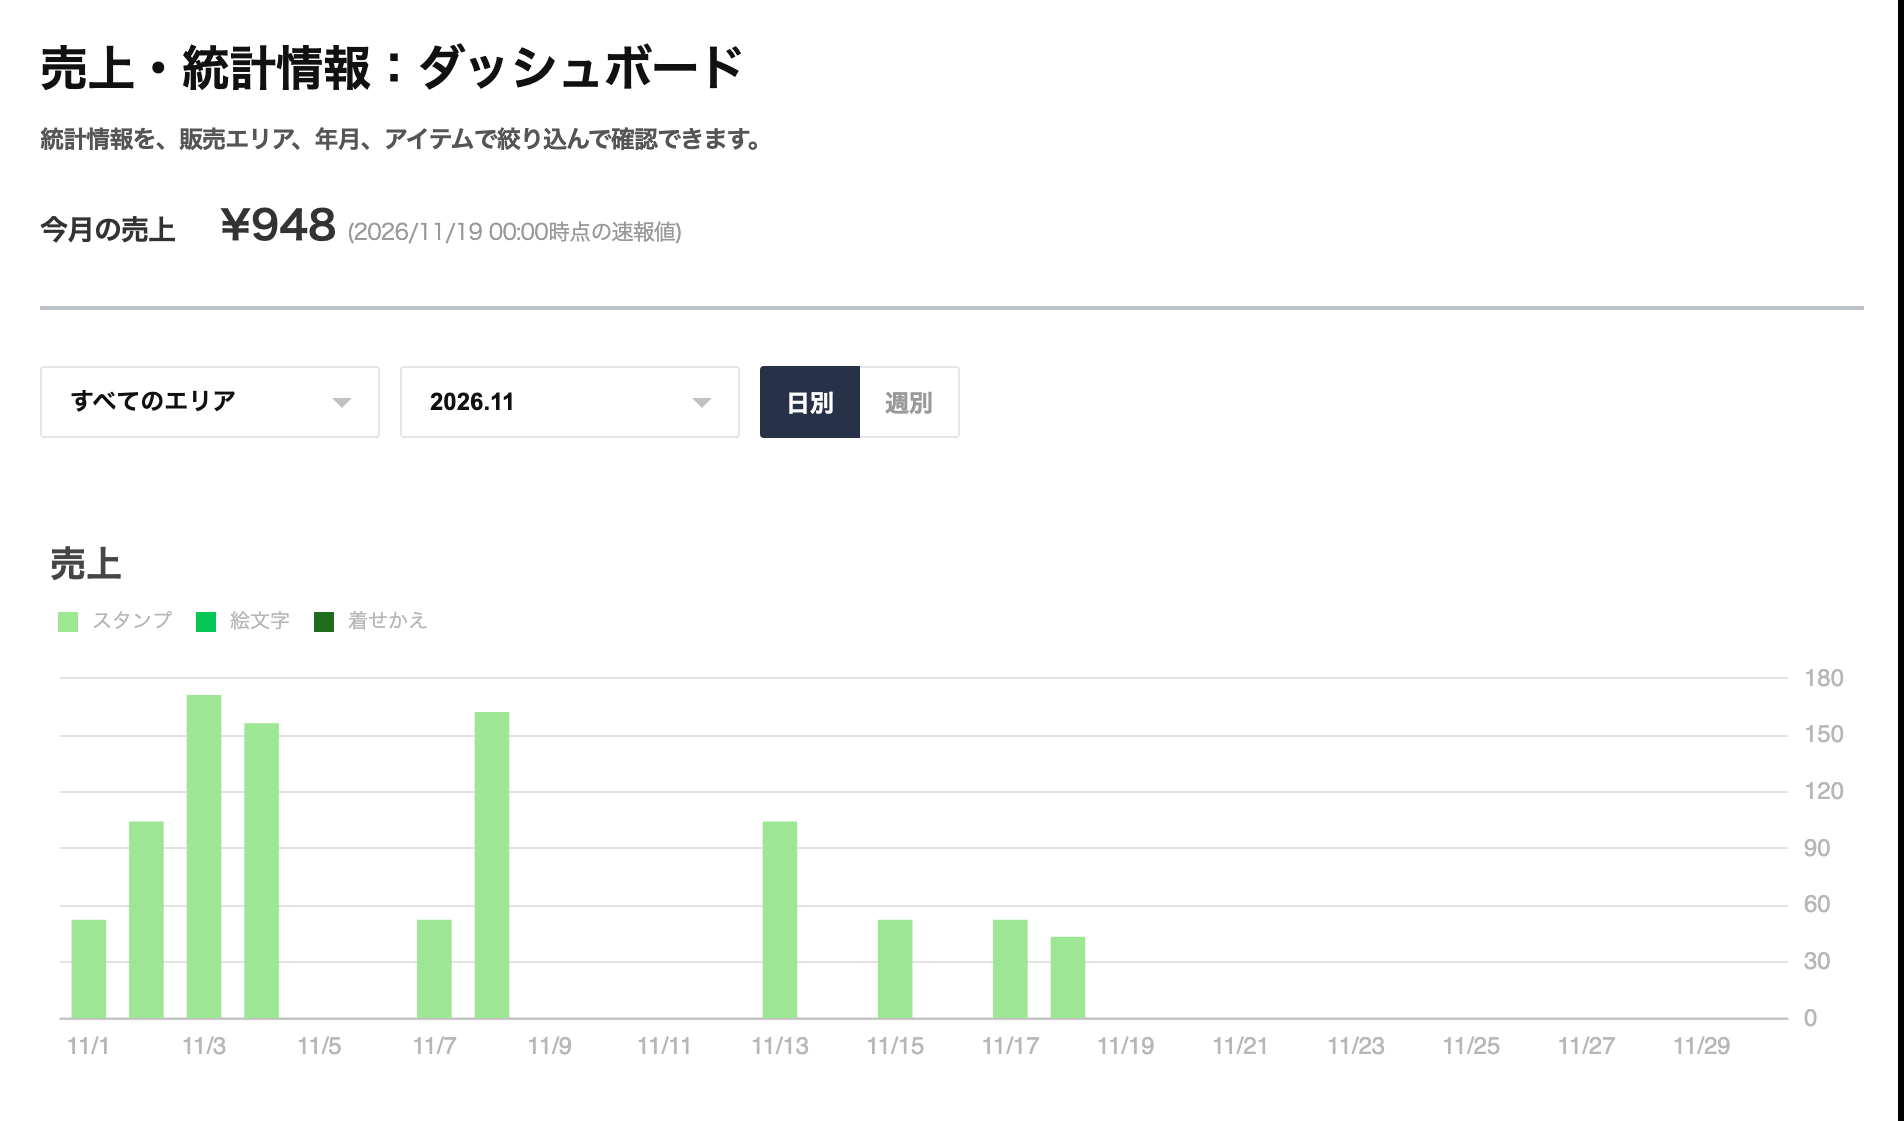 売上・統計情報：ダッシュボード
統計情報を、販売エリア、年月、アイテムで絞り込んで確認できます。
今月の売上 ¥948 (2026/11/19 00:00時点の速報値)
すべてのエリア 2026.11 日別 週別
売上
スタンプ 絵文字 着せかえ
180
150
120
90
60
30
0
11/1 11/3 11/5 11/7 11/9 11/11 11/13 11/15 11/17 11/19 11/21 11/23 11/25 11/27 11/29